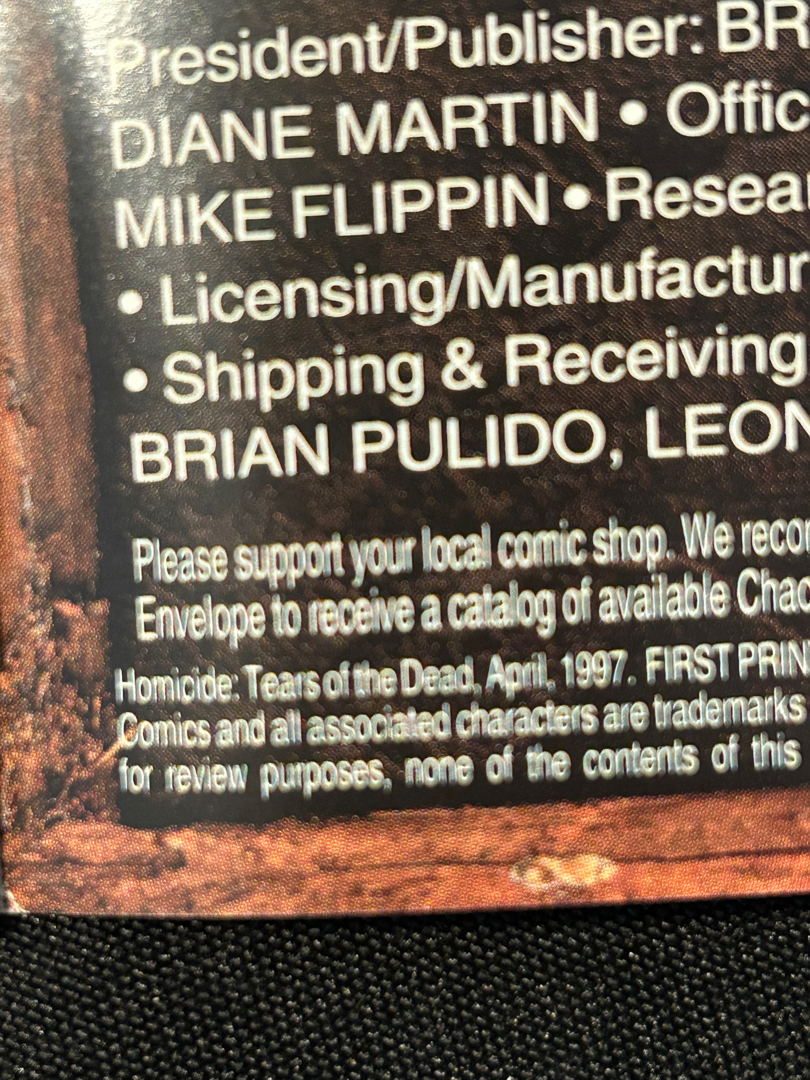 President/Publisher: BR
DIANE MARTIN • Offic
MIKE FLIPPIN • Resea
• Licensing/Manufactur
• Shipping & Receiving
BRIAN PULIDO, LEON
Please support your local comic shop. We reco
Envelope to receive a catalog of available Chao
Homicide: Tears of the Dead, April, 1997. FIRST PRIN
Comics and all associated characters are trademarks
for review purposes, none of the contents of this